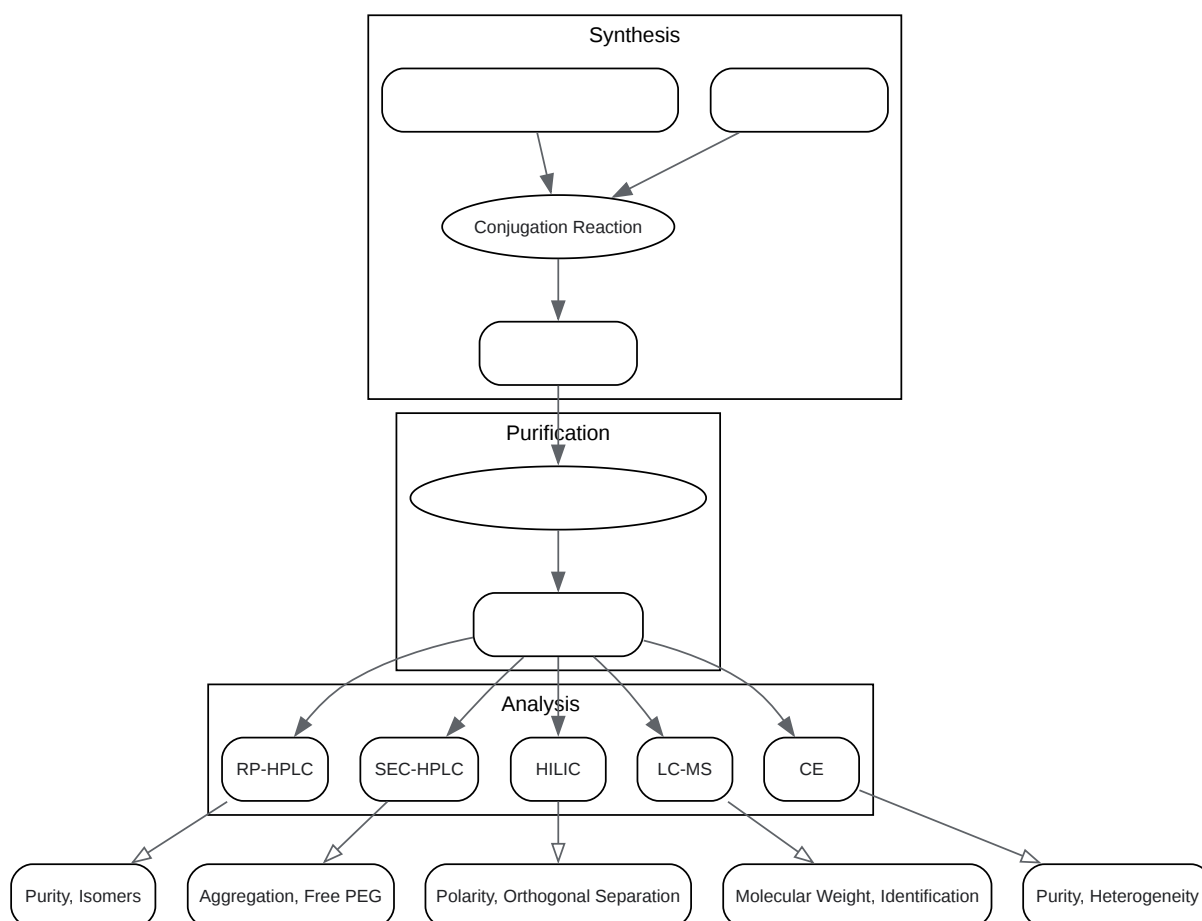 Synthesis
Conjugation Reaction
Purification
Analysis
RP-HPLC
SEC-HPLC
HILIC
LC-MS
CE
Purity, Isomers
Aggregation, Free PEG
Polarity, Orthogonal Separation
Molecular Weight, Identification
Purity, Heterogeneity